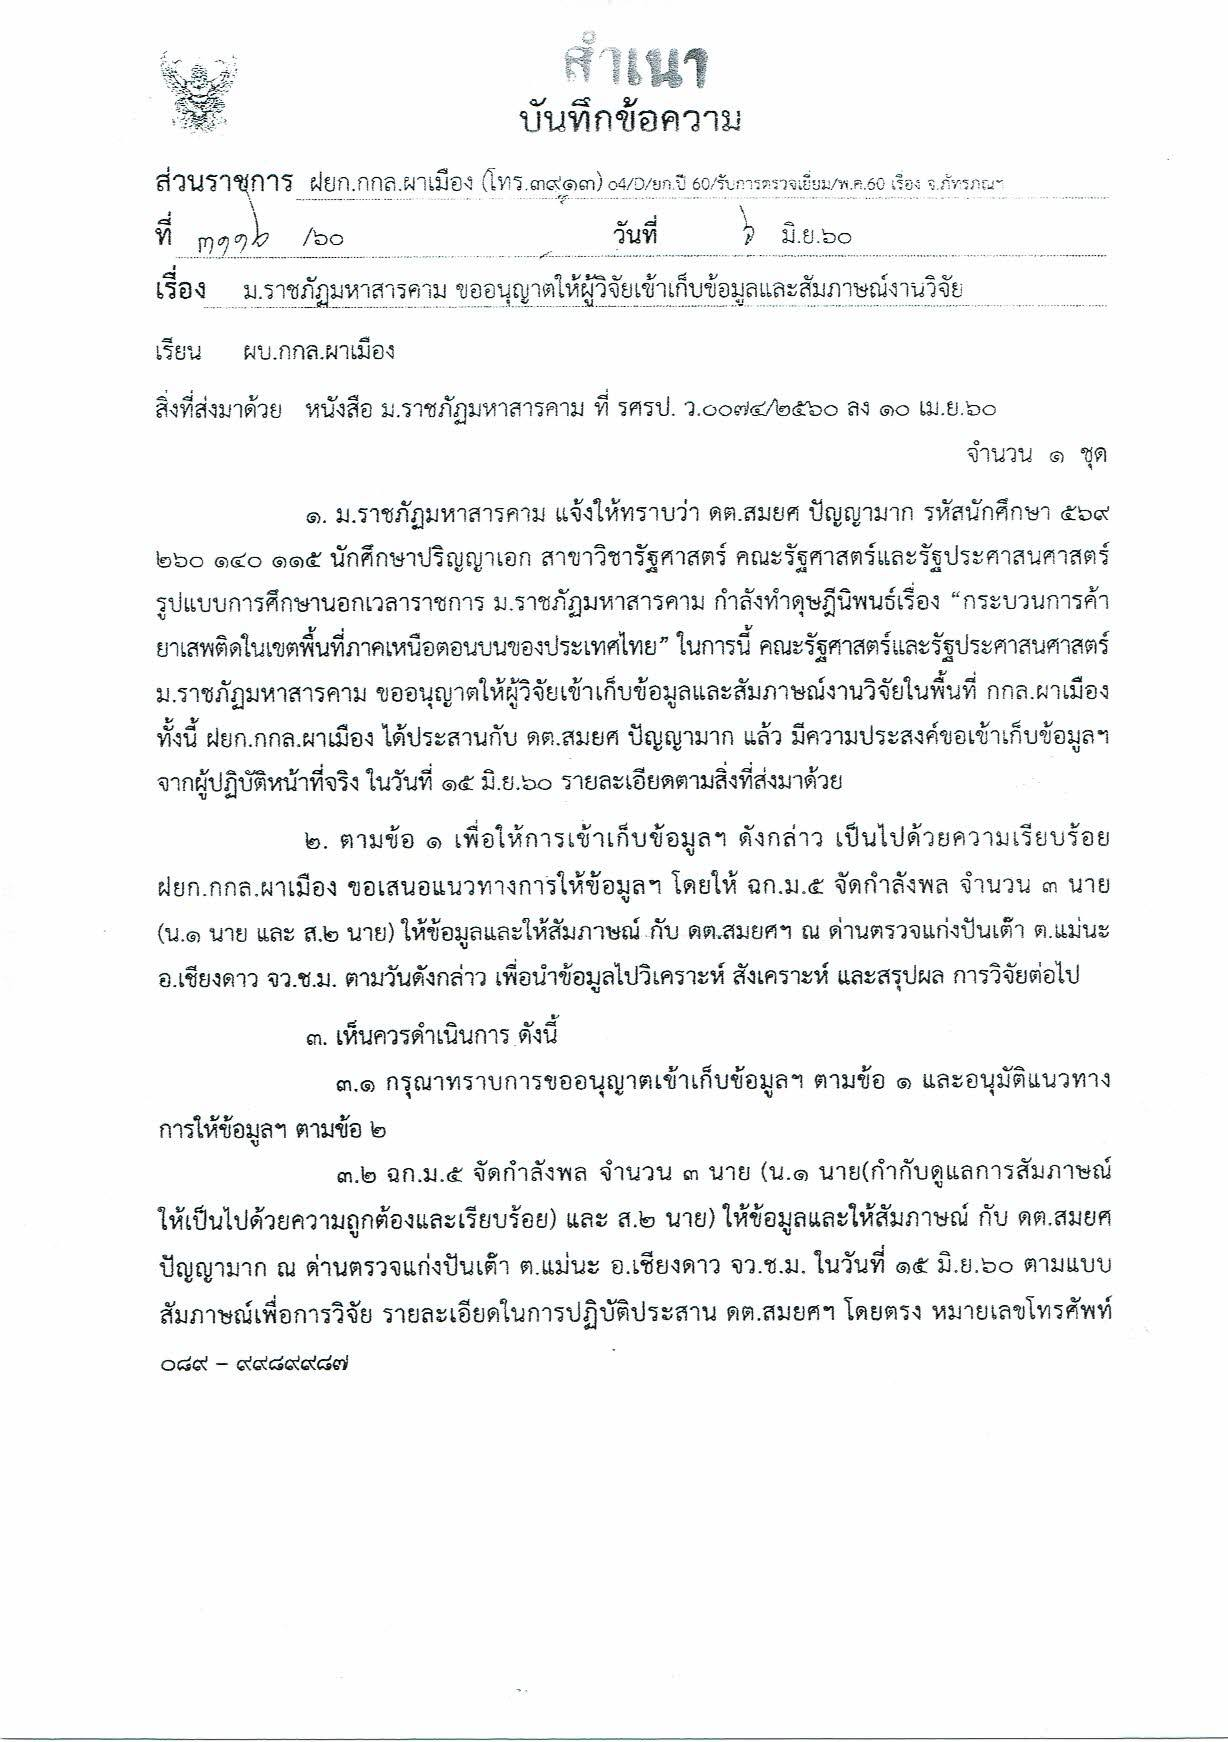 สำเนา
บันทึกข้อความ
ส่วนราชการ ฝยก.กกล.ผาเมือง (โทร.๓๙๑๓) ๐4/D/ยก.ปี 60/รับการตรวจเยี่ยม/พ.ค.60 เรื่อง จ.ภัทรภณฯ
ที่ ๓๑๑๖ /๖๐ วันที่ ๖ มิ.ย.๖๐
เรื่อง ม.ราชภัฏมหาสารคาม ขออนุญาตให้ผู้วิจัยเข้าเก็บข้อมูลและสัมภาษณ์งานวิจัย
เรียน ผบ.กกล.ผาเมือง
สิ่งที่ส่งมาด้วย หนังสือ ม.ราชภัฏมหาสารคาม ที่ รศรป. ว.๐๐๗๔/๒๕๖๐ ลง ๑๐ เม.ย.๖๐
จำนวน ๑ ชุด
๑. ม.ราชภัฏมหาสารคาม แจ้งให้ทราบว่า ดต.สมยศ ปัญญามาก รหัสนักศึกษา ๕๖๙
๒๖๐ ๑๔๐ ๑๑๕ นักศึกษาปริญญาเอก สาขาวิชารัฐศาสตร์ คณะรัฐศาสตร์และรัฐประศาสนศาสตร์
รูปแบบการศึกษานอกเวลาราชการ ม.ราชภัฏมหาสารคาม กำลังทำดุษฎีนิพนธ์เรื่อง “กระบวนการค้า
ยาเสพติดในเขตพื้นที่ภาคเหนือตอนบนของประเทศไทย” ในการนี้ คณะรัฐศาสตร์และรัฐประศาสนศาสตร์
ม.ราชภัฏมหาสารคาม ขออนุญาตให้ผู้วิจัยเข้าเก็บข้อมูลและสัมภาษณ์งานวิจัยในพื้นที่ กกล.ผาเมือง
ทั้งนี้ ฝยก.กกล.ผาเมือง ได้ประสานกับ ดต.สมยศ ปัญญามาก แล้ว มีความประสงค์ขอเข้าเก็บข้อมูลฯ
จากผู้ปฏิบัติหน้าที่จริง ในวันที่ ๑๕ มิ.ย.๖๐ รายละเอียดตามสิ่งที่ส่งมาด้วย
๒. ตามข้อ ๑ เพื่อให้การเข้าเก็บข้อมูลฯ ดังกล่าว เป็นไปด้วยความเรียบร้อย
ฝยก.กกล.ผาเมือง ขอเสนอแนวทางการให้ข้อมูลฯ โดยให้ ฉก.ม.๕ จัดกำลังพล จำนวน ๓ นาย
(น.๑ นาย และ ส.๒ นาย) ให้ข้อมูลและให้สัมภาษณ์ กับ ดต.สมยศฯ ณ ด่านตรวจแก่งปันเต๊า ต.แม่นะ
อ.เชียงดาว จว.ช.ม. ตามวันดังกล่าว เพื่อนำข้อมูลไปวิเคราะห์ สังเคราะห์ และสรุปผล การวิจัยต่อไป
๓. เห็นควรดำเนินการ ดังนี้
๓.๑ กรุณาทราบการขออนุญาตเข้าเก็บข้อมูลฯ ตามข้อ ๑ และอนุมัติแนวทาง
การให้ข้อมูลฯ ตามข้อ ๒
๓.๒ ฉก.ม.๕ จัดกำลังพล จำนวน ๓ นาย (น.๑ นาย(กำกับดูแลการสัมภาษณ์
ให้เป็นไปด้วยความถูกต้องและเรียบร้อย) และ ส.๒ นาย) ให้ข้อมูลและให้สัมภาษณ์ กับ ดต.สมยศ
ปัญญามาก ณ ด่านตรวจแก่งปันเต๊า ต.แม่นะ อ.เชียงดาว จว.ช.ม. ในวันที่ ๑๕ มิ.ย.๖๐ ตามแบบ
สัมภาษณ์เพื่อการวิจัย รายละเอียดในการปฏิบัติประสาน ดต.สมยศฯ โดยตรง หมายเลขโทรศัพท์
๐๘๙ – ๙๙๘๙๙๘๗